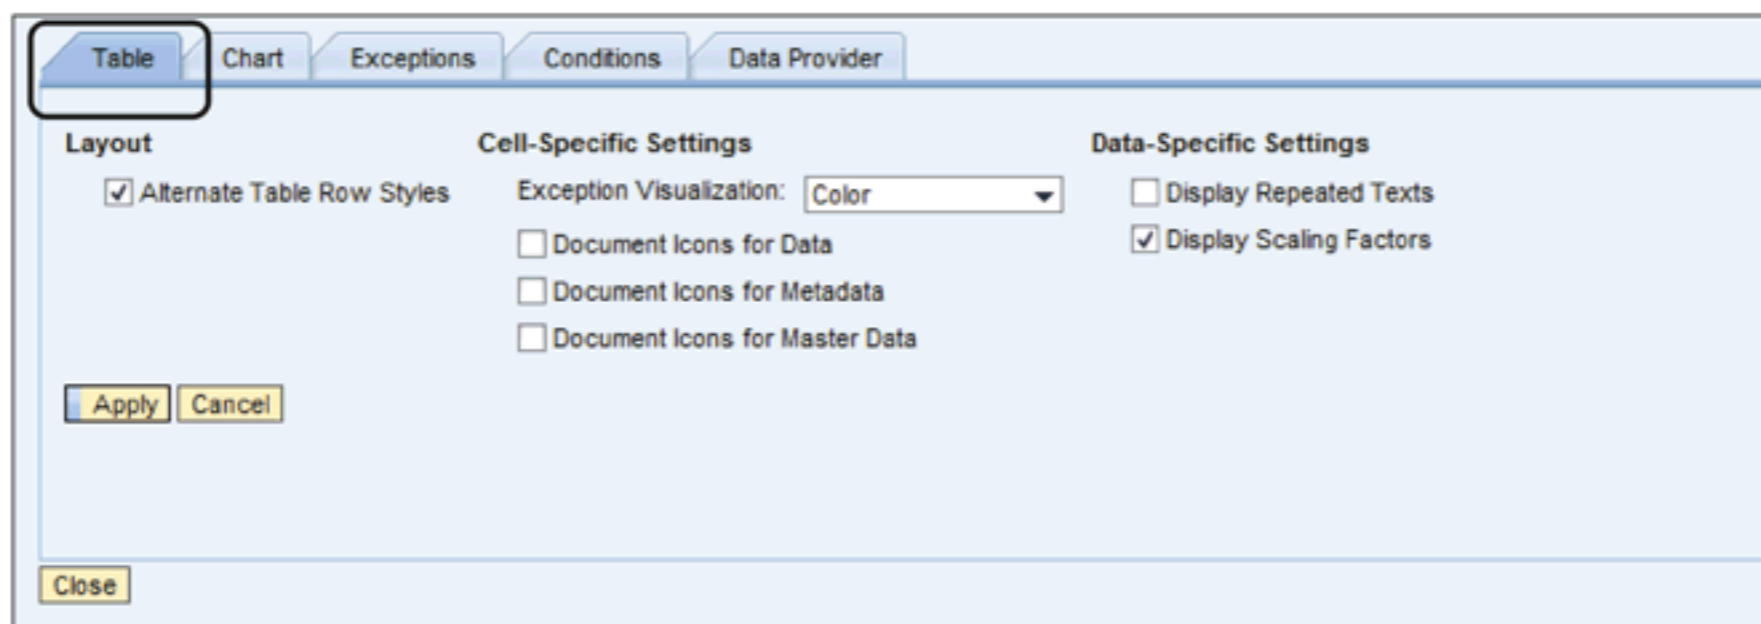 Table Chart Exceptions Conditions Data Provider
Layout Cell-Specific Settings Data-Specific Settings
Alternate Table Row Styles Exception Visualization: Color Display Repeated Texts
Document Icons for Data Display Scaling Factors
Document Icons for Metadata
Document Icons for Master Data
Apply Cancel
Close